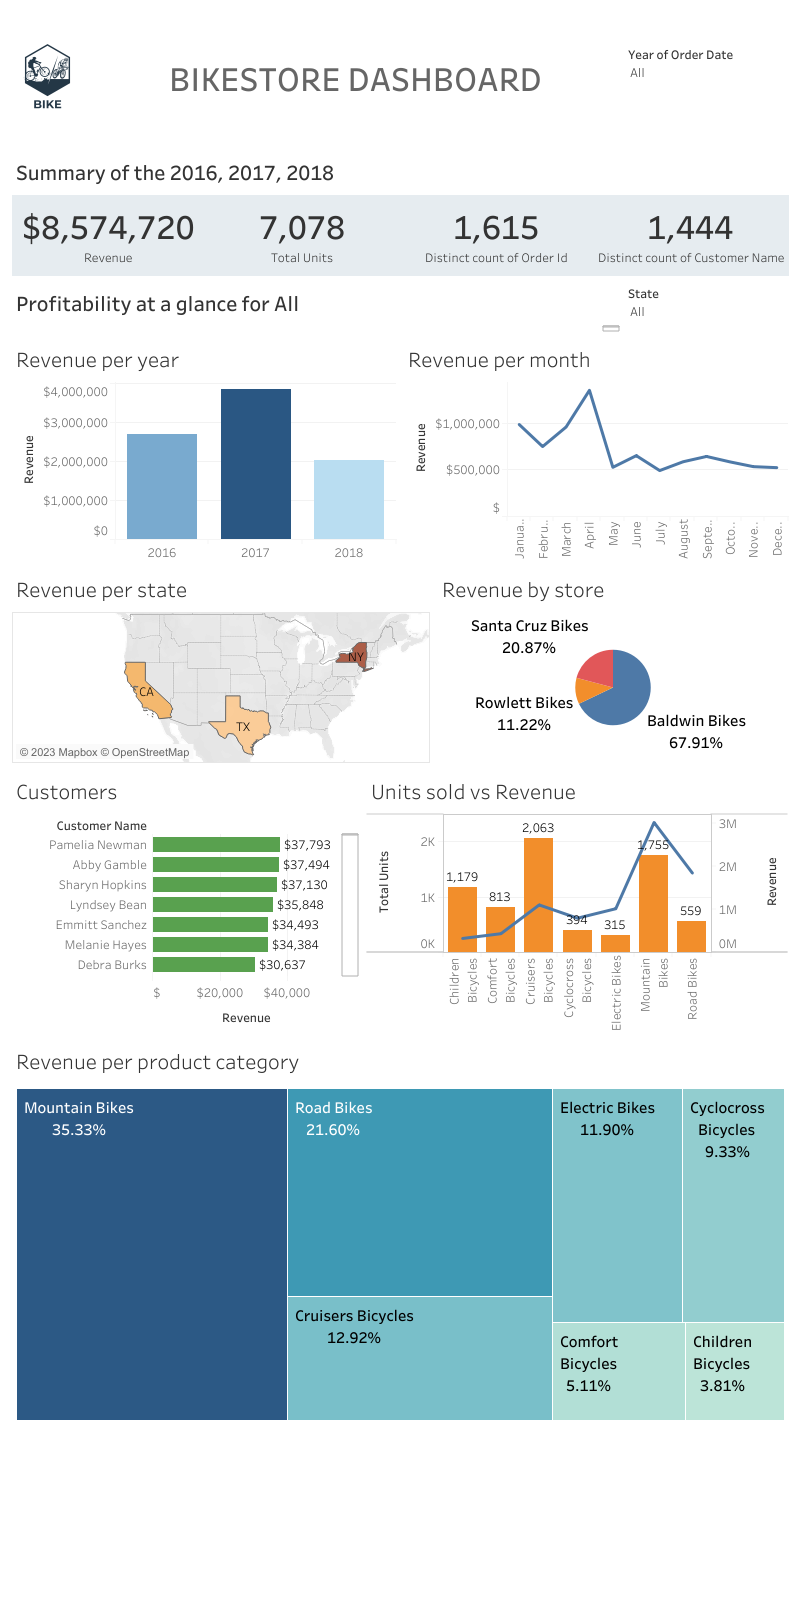 BIKE
BIKESTORE DASHBOARD
Year of Order Date
All
Summary of the 2016, 2017, 2018
$8,574,720
Revenue
7,078
Total Units
1,615
Distinct count of Order Id
1,444
Distinct count of Customer Name
Profitability at a glance for All
State
All
Revenue per year
Revenue
$4,000,000
$3,000,000
$2,000,000
$1,000,000
$0
2016
2017
2018
Revenue per month
Revenue
$1,000,000
$500,000
$
Janua..
Febru..
March
April
May
June
July
August
Septe..
Octo..
Nove..
Dece..
Revenue per state
CA
TX
NY
© 2023 Mapbox © OpenStreetMap
Revenue by store
Santa Cruz Bikes
20.87%
Rowlett Bikes
11.22%
Baldwin Bikes
67.91%
Customers
Customer Name
Pamelia Newman $37,793
Abby Gamble $37,494
Sharyn Hopkins $37,130
Lyndsey Bean $35,848
Emmitt Sanchez $34,493
Melanie Hayes $34,384
Debra Burks $30,637
$ $20,000 $40,000
Revenue
Units sold vs Revenue
Total Units
2K
1K
0K
1,179
813
2,063
394
315
1,755
559
3M
2M
1M
0M
Revenue
Children
Bicycles
Comfort
Bicycles
Cruisers
Bicycles
Cyclocross
Bicycles
Electric Bikes
Mountain
Bikes
Road Bikes
Revenue per product category
Mountain Bikes
35.33%
Road Bikes
21.60%
Cruisers Bicycles
12.92%
Electric Bikes
11.90%
Cyclocross
Bicycles
9.33%
Comfort
Bicycles
5.11%
Children
Bicycles
3.81%